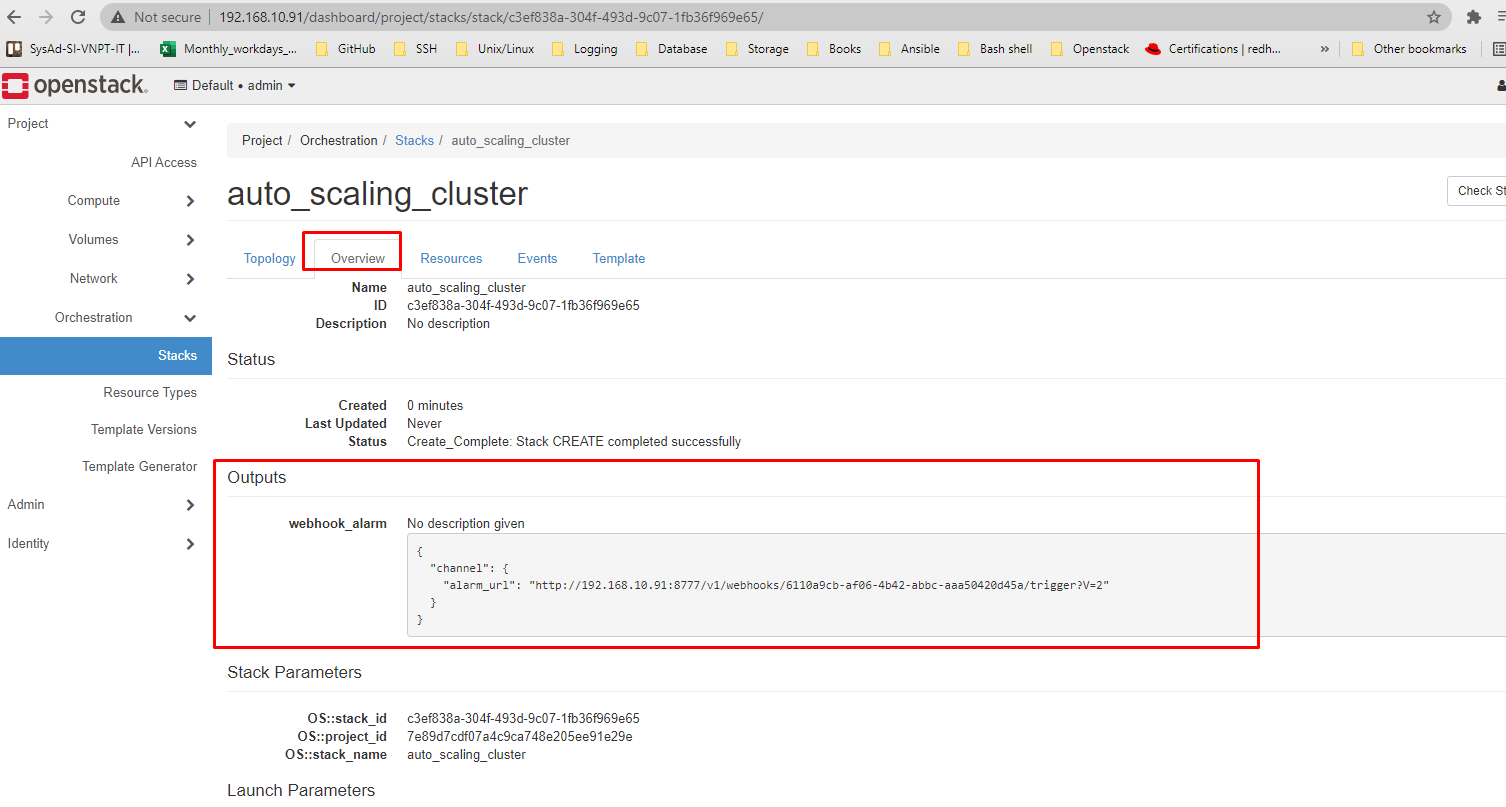 Not secure | 192.168.10.91/dashboard/project/stacks/stack/c3ef838a-304f-493d-9c07-1fb36f969e65/
SysAd-SI-VNPT-IT |... Monthly_workdays_... GitHub SSH Unix/Linux Logging Database Storage Books Ansible Bash shell Openstack Certifications | redh... » Other bookmarks
openstack. Default • admin
Project
API Access
Compute
Volumes
Network
Orchestration
Stacks
Resource Types
Template Versions
Template Generator
Admin
Identity
Project / Orchestration / Stacks / auto_scaling_cluster
auto_scaling_cluster
Check St
Topology Overview Resources Events Template
Name auto_scaling_cluster
ID c3ef838a-304f-493d-9c07-1fb36f969e65
Description No description
Status
Created 0 minutes
Last Updated Never
Status Create_Complete: Stack CREATE completed successfully
Outputs
webhook_alarm No description given
{
"channel": {
"alarm_url": "http://192.168.10.91:8777/v1/webhooks/6110a9cb-af06-4b42-abbc-aaa50420d45a/trigger?V=2"
}
}
Stack Parameters
OS::stack_id c3ef838a-304f-493d-9c07-1fb36f969e65
OS::project_id 7e89d7cdf07a4c9ca748e205ee91e29e
OS::stack_name auto_scaling_cluster
Launch Parameters